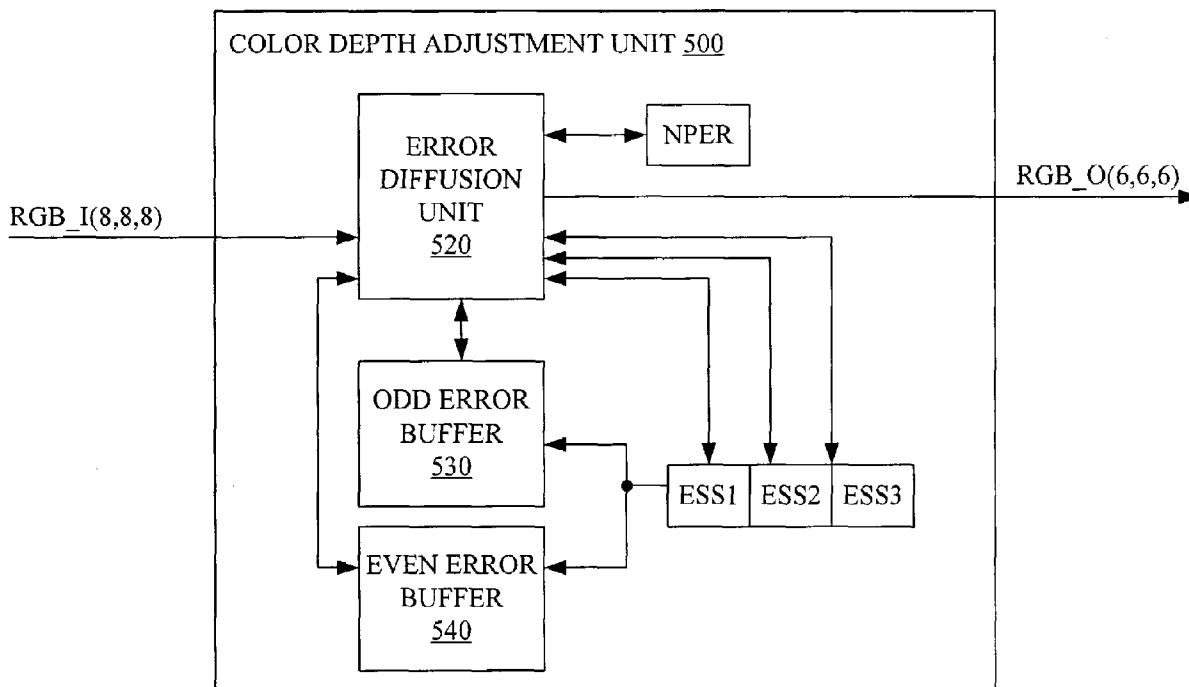 COLOR DEPTH ADJUSTMENT UNIT 500
ERROR
DIFFUSION
UNIT
520
NPER
RGB_I(8,8,8)
RGB_O(6,6,6)
ODD ERROR
BUFFER
530
ESS1 ESS2 ESS3
EVEN ERROR
BUFFER
540